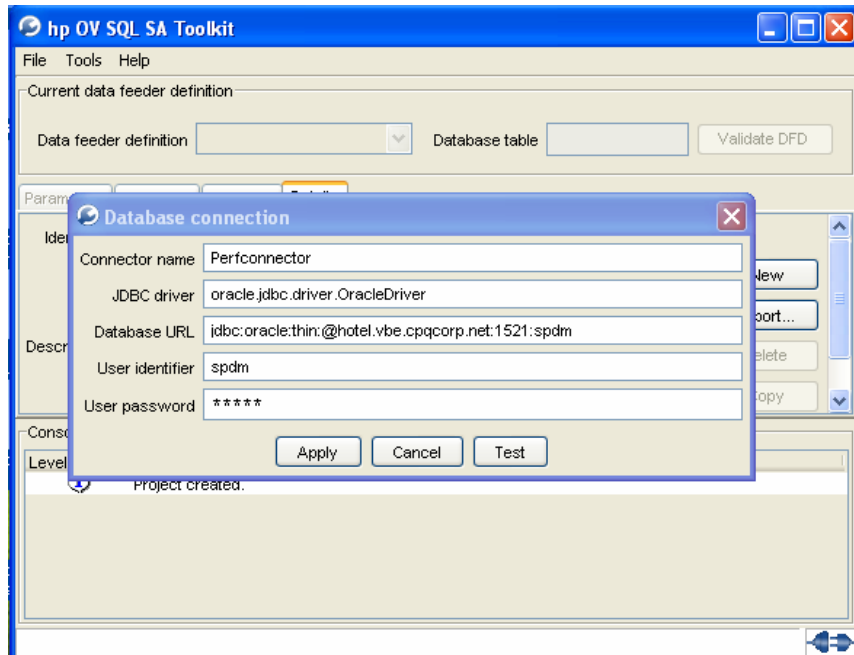 hp OV SQL SA Toolkit
File Tools Help
Current data feeder definition
Data feeder definition Database table Validate DFD
Database connection
Connector name Perfconnector
JDBC driver oracle.jdbc.driver.OracleDriver
Database URL jdbc:oracle:thin:@hotel.vbe.cpqcorp.net:1521:spdm
User identifier spdm
User password *****
Apply Cancel Test
Level
Project created.